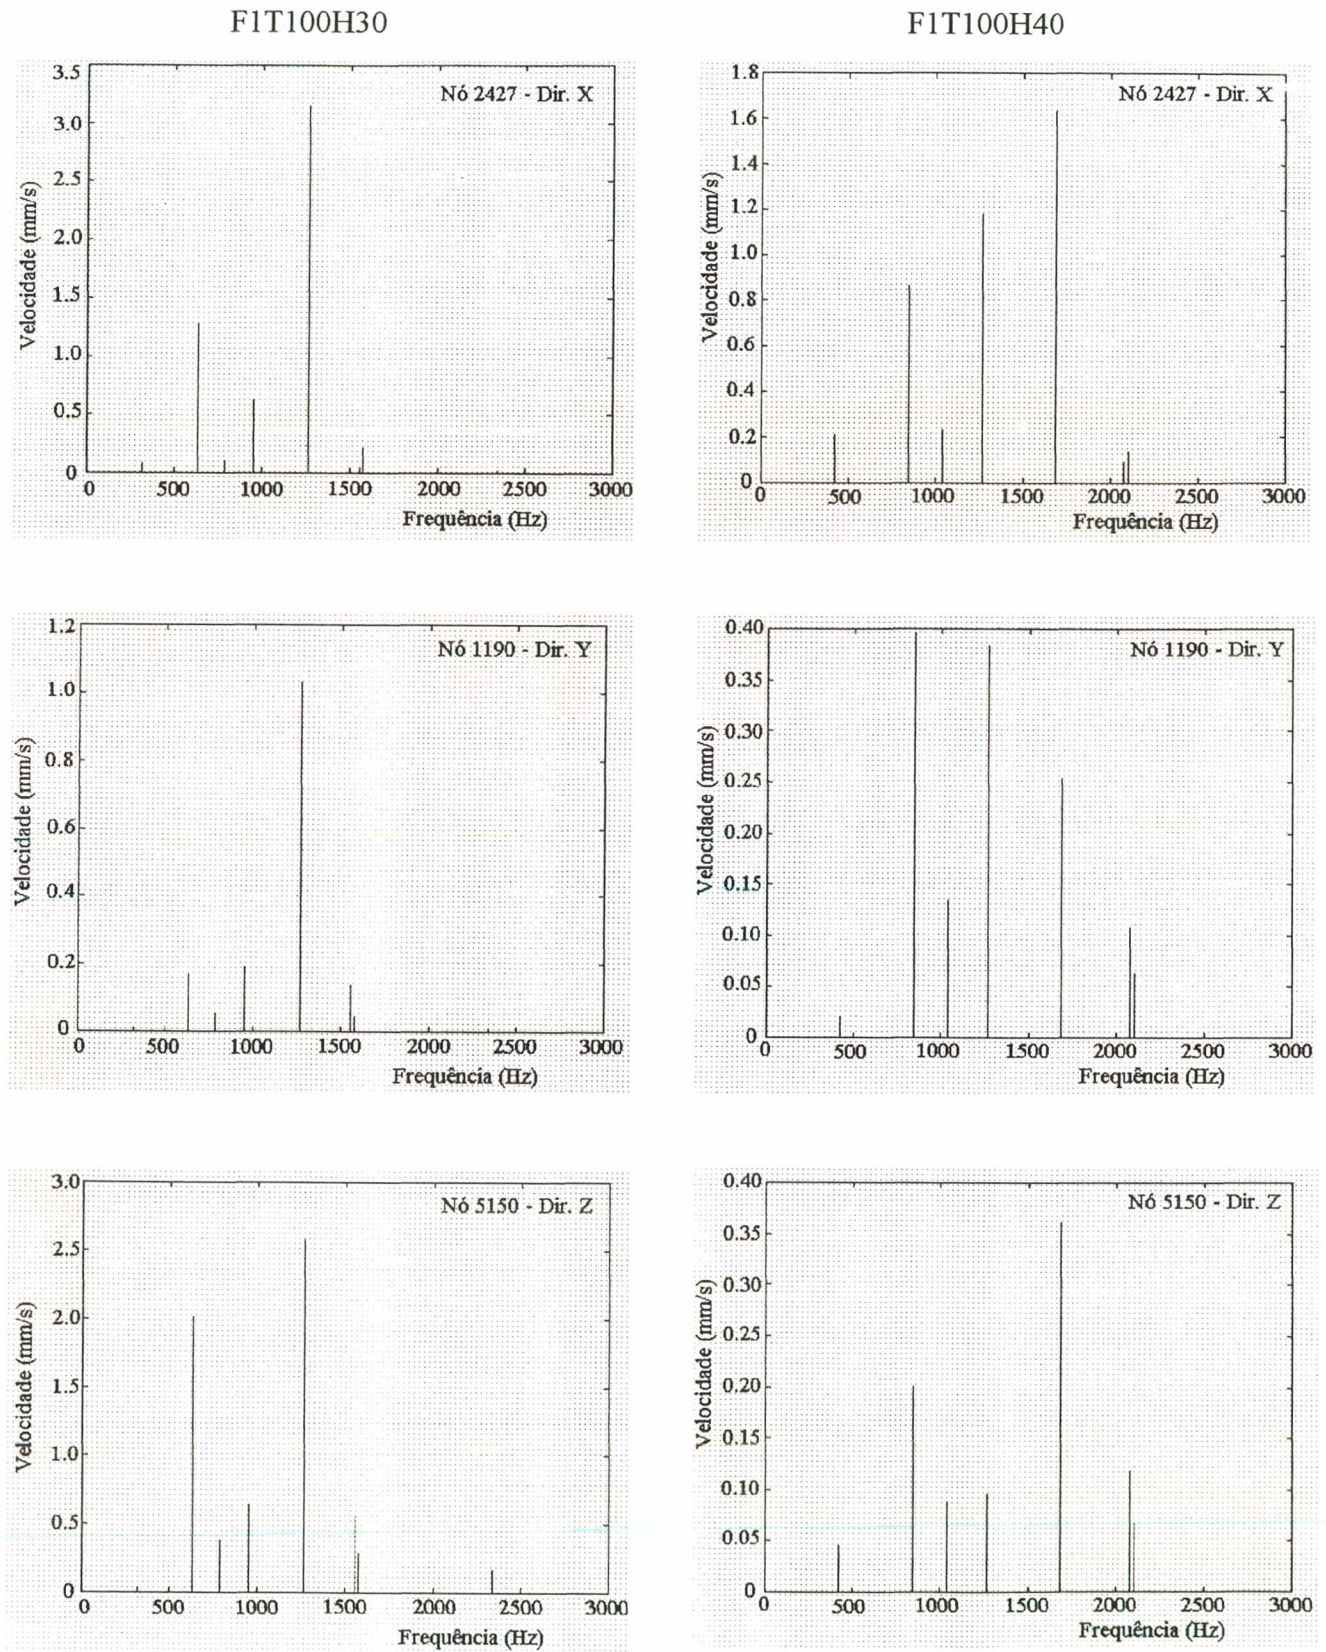 F1T100H30
F1T100H40
3.5
3.0
2.5
2.0
1.5
1.0
0.5
0
Velocidade (mm/s)
Nó 2427 - Dir. X
0 500 1000 1500 2000 2500 3000
Frequência (Hz)
1.8
1.6
1.4
1.2
1.0
0.8
0.6
0.4
0.2
0
Velocidade (mm/s)
Nó 2427 - Dir. X
0 500 1000 1500 2000 2500 3000
Frequência (Hz)
1.2
1.0
0.8
0.6
0.4
0.2
0
Velocidade (mm/s)
Nó 1190 - Dir. Y
0 500 1000 1500 2000 2500 3000
Frequência (Hz)
0.40
0.35
0.30
0.25
0.20
0.15
0.10
0.05
0
Velocidade (mm/s)
Nó 1190 - Dir. Y
0 500 1000 1500 2000 2500 3000
Frequência (Hz)
3.0
2.5
2.0
1.5
1.0
0.5
0
Velocidade (mm/s)
Nó 5150 - Dir. Z
0 500 1000 1500 2000 2500 3000
Frequência (Hz)
0.40
0.35
0.30
0.25
0.20
0.15
0.10
0.05
0
Velocidade (mm/s)
Nó 5150 - Dir. Z
0 500 1000 1500 2000 2500 3000
Frequência (Hz)